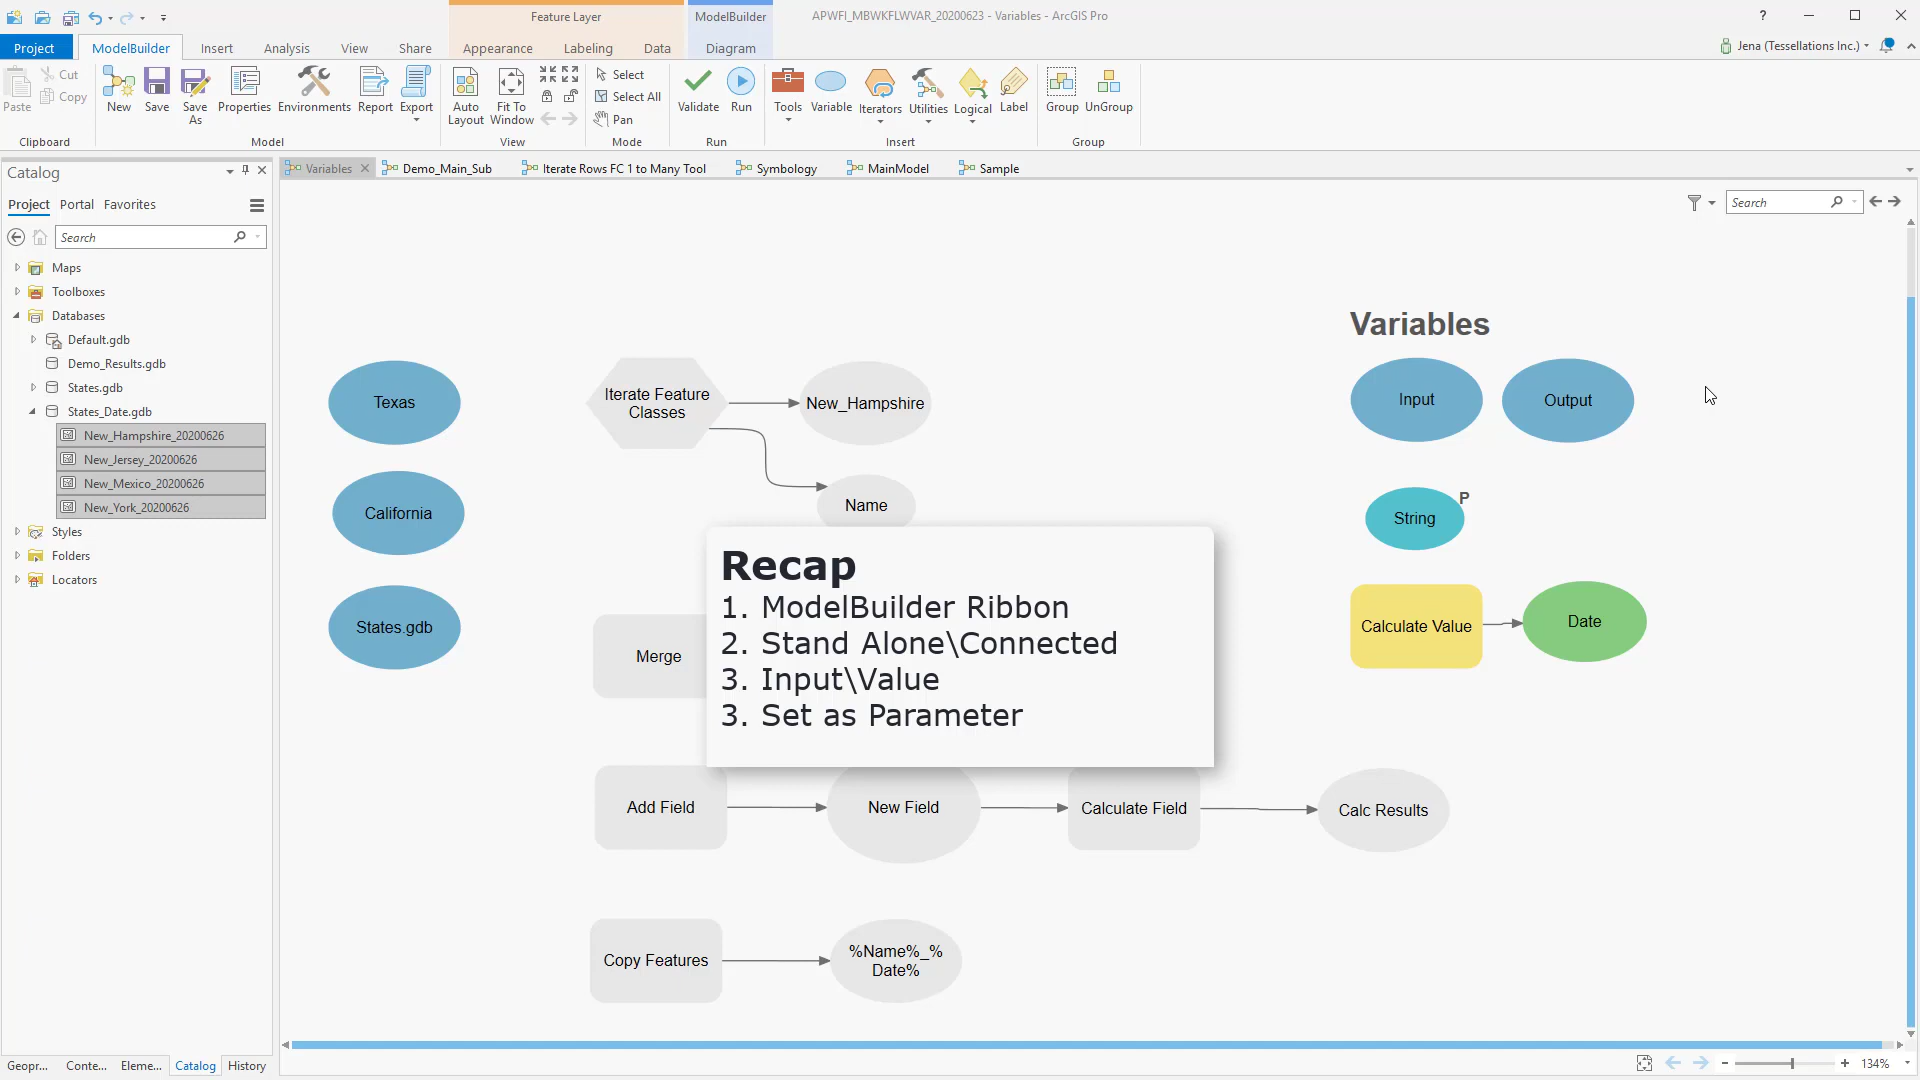 Feature Layer
ModelBuilder
APWFI_MBWKFLWVAR_20200623 - Variables - ArcGIS Pro
?
Project
ModelBuilder
Insert
Analysis
View
Share
Appearance
Labeling
Data
Diagram
Jena (Tessellations Inc.)
Paste
Cut
Copy
Clipboard
New
Save
Save As
Properties
Environments
Report
Export
Model
Auto Layout
Fit To Window
View
Select
Select All
Pan
Mode
Validate
Run
Run
Tools
Variable
Iterators
Utilities
Logical
Label
Insert
Group
UnGroup
Group
Catalog
Project
Portal
Favorites
Search
Maps
Toolboxes
Databases
Default.gdb
Demo_Results.gdb
States.gdb
States_Date.gdb
New_Hampshire_20200626
New_Jersey_20200626
New_Mexico_20200626
New_York_20200626
Styles
Folders
Locators
Geopr...
Conte...
Eleme...
Catalog
History
Variables
Demo_Main_Sub
Iterate Rows FC 1 to Many Tool
Symbology
MainModel
Sample
Search
Texas
California
States.gdb
Iterate Feature
Classes
New_Hampshire
Name
Variables
Input
Output
String
P
Calculate Value
Date
Merge
Recap
1. ModelBuilder Ribbon
2. Stand Alone\Connected
3. Input\Value
3. Set as Parameter
Add Field
New Field
Calculate Field
Calc Results
Copy Features
%Name%_%
Date%
134%